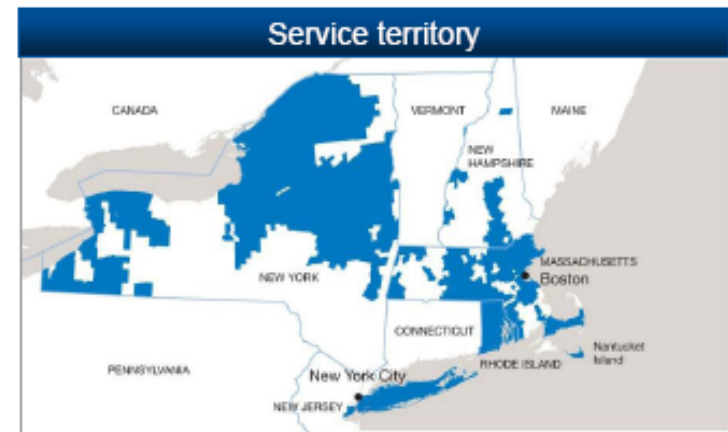 Service territory
CANADA
VERMONT
MAINE
NEW
HAMPSHIRE
MASSACHUSETTS
Boston
NEW YORK
CONNECTICUT
Nantucket
Island
RHODE ISLAND
PENNSYLVANIA
New York City
NEW JERSEY